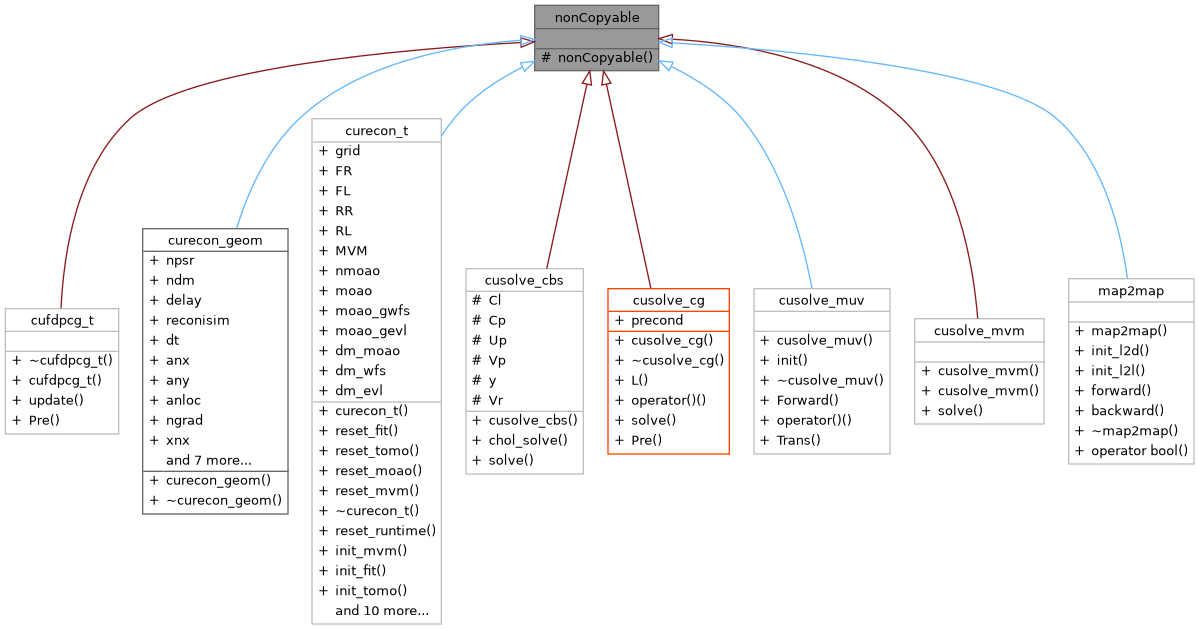 nonCopyable
# nonCopyable()
cufdpcg_t
+ ~cufdpcg_t()
+ cufdpcg_t()
+ update()
+ Pre()
curecon_geom
+ npsr
+ ndm
+ delay
+ reconisim
+ dt
+ anx
+ any
+ anloc
+ ngrad
+ xnx
and 7 more...
+ curecon_geom()
+ ~curecon_geom()
curecon_t
+ grid
+ FR
+ FL
+ RR
+ RL
+ MVM
+ nmoao
+ moao
+ moao_gwfs
+ moao_gevl
+ dm_moao
+ dm_wfs
+ dm_evl
+ curecon_t()
+ reset_fit()
+ reset_tomo()
+ reset_moao()
+ reset_mvm()
+ ~curecon_t()
+ reset_runtime()
+ init_mvm()
+ init_fit()
+ init_tomo()
and 10 more...
cusolve_cbs
# Cl
# Cp
# Up
# Vp
# y
# Vr
+ cusolve_cbs()
+ chol_solve()
+ solve()
cusolve_cg
+ precond
+ cusolve_cg()
+ ~cusolve_cg()
+ L()
+ operator()()
+ solve()
+ Pre()
cusolve_muv
+ cusolve_muv()
+ init()
+ ~cusolve_muv()
+ Forward()
+ operator()()
+ Trans()
cusolve_mvm
+ cusolve_mvm()
+ cusolve_mvm()
+ solve()
map2map
+ map2map()
+ init_l2d()
+ init_l2l()
+ forward()
+ backward()
+ ~map2map()
+ operator bool()